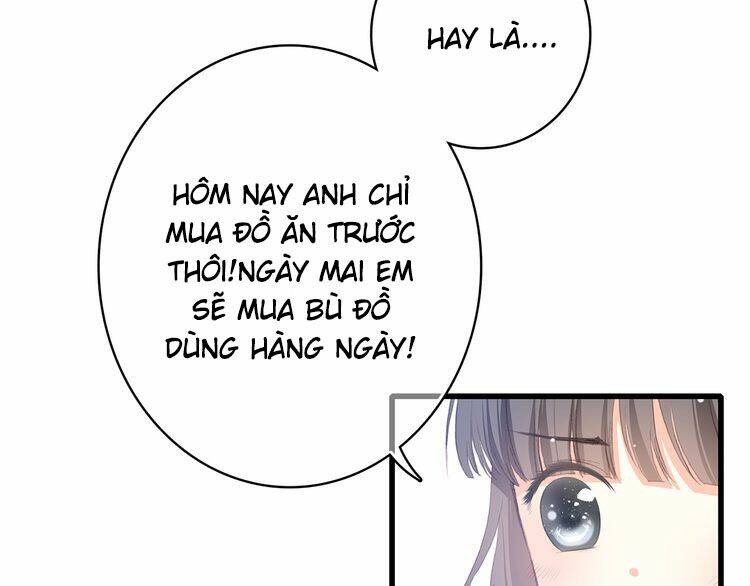 HAY LÀ....
HÔM NAY ANH CHỈ
MUA ĐỒ ĂN TRƯỚC
THÔI!NGÀY MAI EM
SẼ MUA BÙ ĐỒ
DÙNG HÀNG NGÀY!